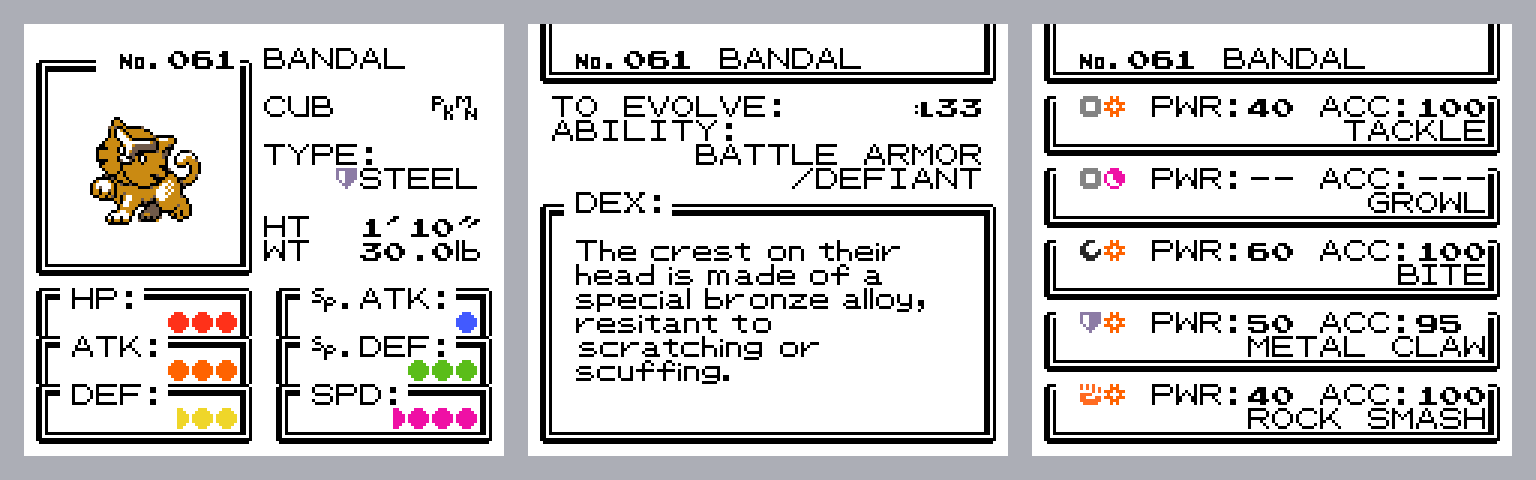 No.061 BANDAL
CUB PKMN
TYPE:
STEEL
HT 1'10"
WT 30.0lb
HP: Sp.ATK:
ATK: Sp.DEF:
DEF: SPD:
No.061 BANDAL
TO EVOLVE: :L33
ABILITY:
BATTLE ARMOR
/DEFIANT
DEX:
The crest on their
head is made of a
special bronze alloy,
resitant to
scratching or
scuffing.
No.061 BANDAL
PWR:40 ACC:100
TACKLE
PWR:-- ACC:---
GROWL
PWR:60 ACC:100
BITE
PWR:50 ACC:95
METAL CLAW
PWR:40 ACC:100
ROCK SMASH